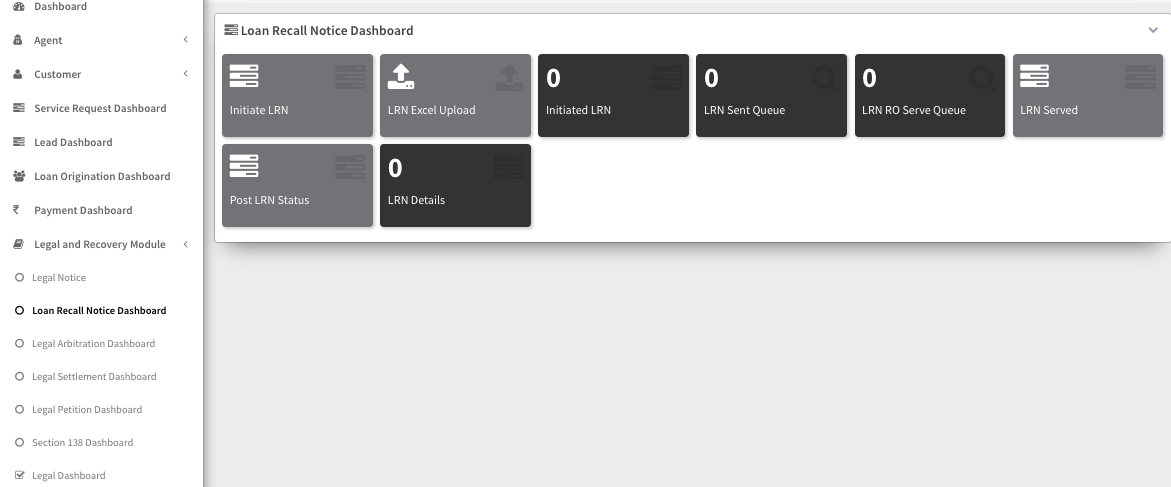 Dashboard
Agent
Customer
Service Request Dashboard
Lead Dashboard
Loan Origination Dashboard
₹ Payment Dashboard
Legal and Recovery Module
Legal Notice
Loan Recall Notice Dashboard
Legal Arbitration Dashboard
Legal Settlement Dashboard
Legal Petition Dashboard
Section 138 Dashboard
Legal Dashboard
Loan Recall Notice Dashboard
Initiate LRN
LRN Excel Upload
0
Initiated LRN
0
LRN Sent Queue
0
LRN RO Serve Queue
LRN Served
Post LRN Status
0
LRN Details